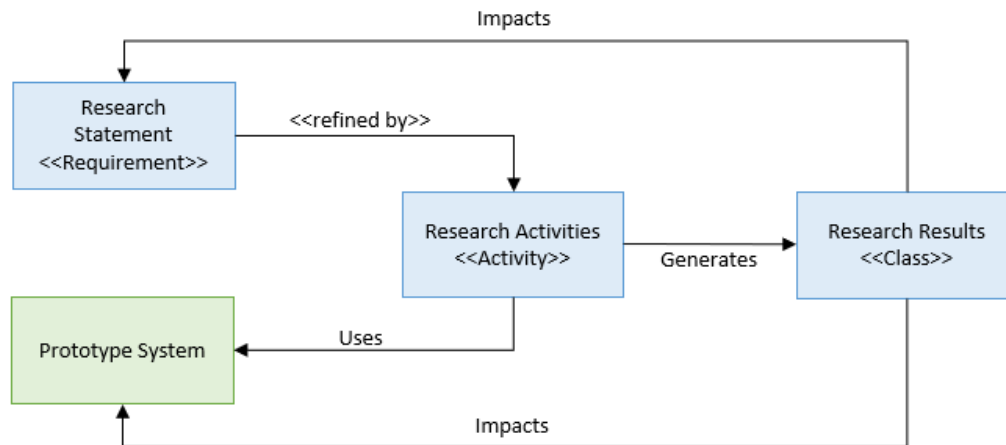 Impacts
Research
Statement
<<Requirement>>
<<refined by>>
Research Activities
<<Activity>>
Generates
Research Results
<<Class>>
Prototype System
Uses
Impacts